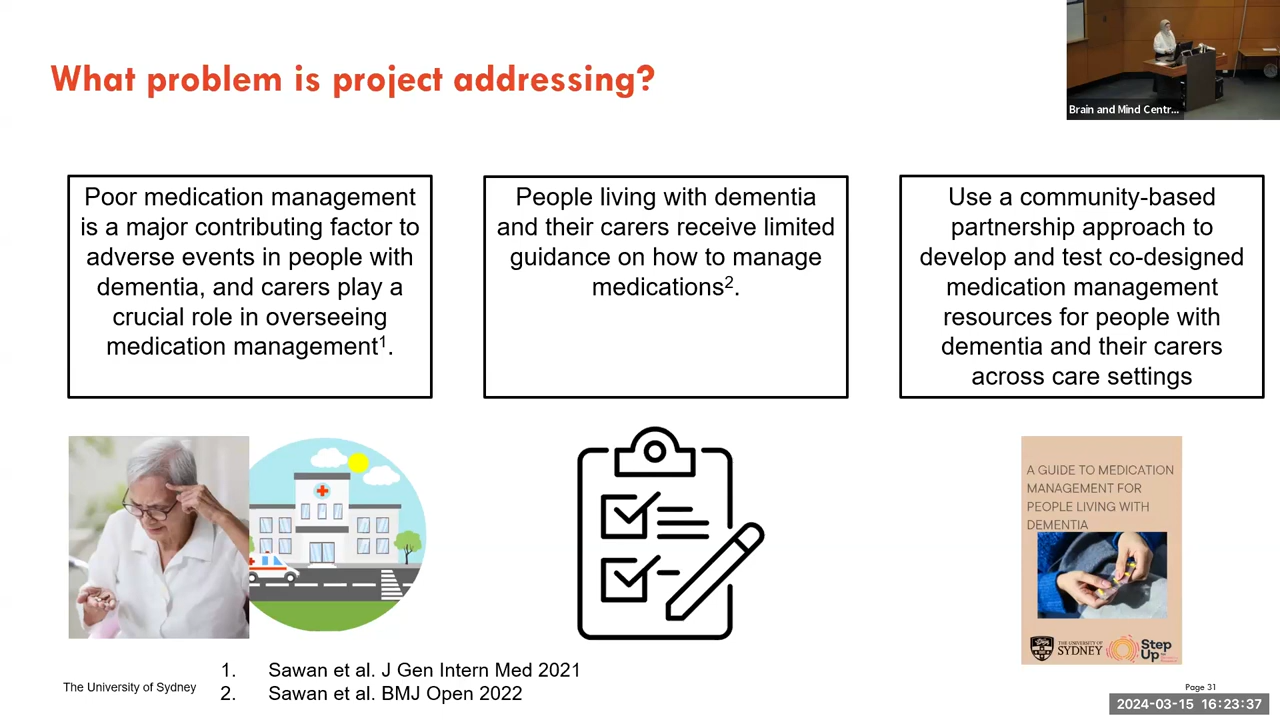 What problem is project addressing?
Brain and Mind Centr...
Poor medication management
is a major contributing factor to
adverse events in people with
dementia, and carers play a
crucial role in overseeing
medication management1.
People living with dementia
and their carers receive limited
guidance on how to manage
medications2.
Use a community-based
partnership approach to
develop and test co-designed
medication management
resources for people with
dementia and their carers
across care settings
A GUIDE TO MEDICATION
MANAGEMENT FOR
PEOPLE LIVING WITH
DEMENTIA
THE UNIVERSITY OF
SYDNEY
Step
Up
1. Sawan et al. J Gen Intern Med 2021
2. Sawan et al. BMJ Open 2022
The University of Sydney
Page 31
2024-03-15 16:23:37